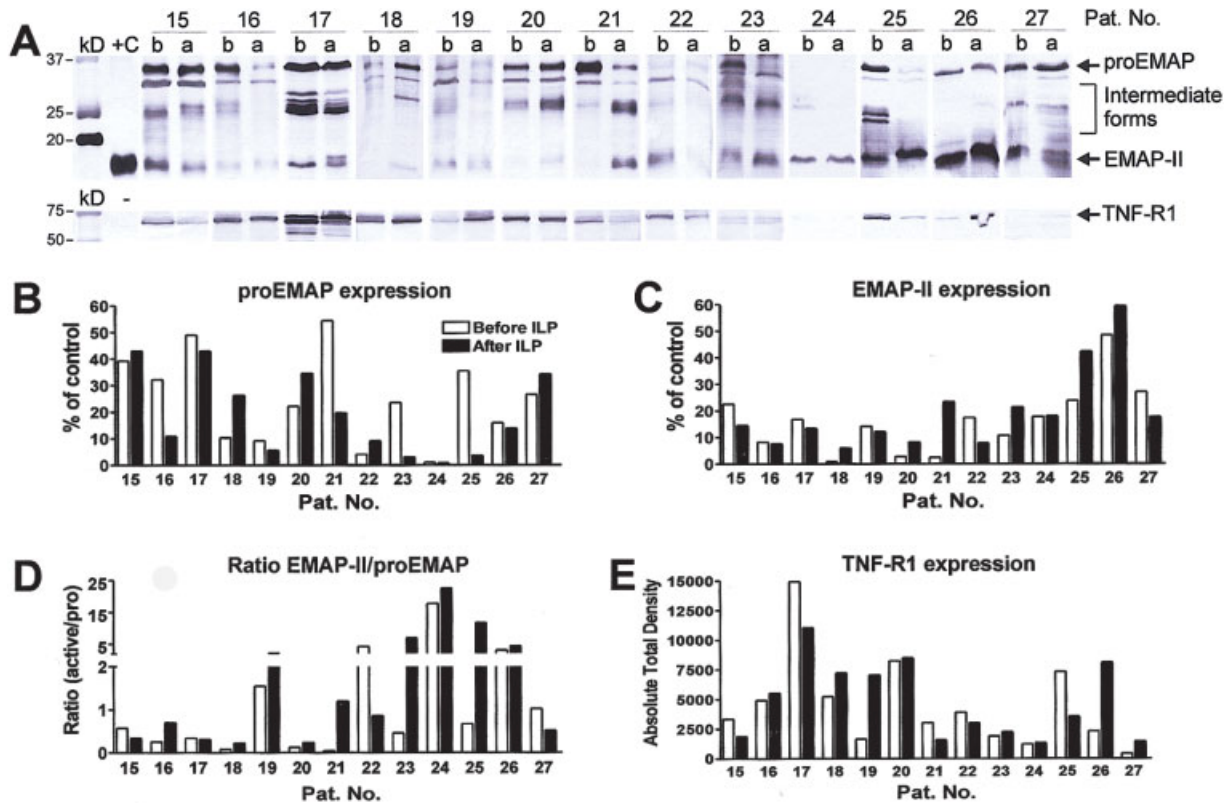 15 16 17 18 19 20 21 22 23 24 25 26 27 Pat. No.
A kD +C b a b a b a b a b a b a b a b a b a b a b a b a b a
37
proEMAP
Intermediate
forms
25
20
EMAP-II
kD -
75
TNF-R1
50
B
proEMAP expression
Before ILP
After ILP
% of control
60
50
40
30
20
10
0
15 16 17 18 19 20 21 22 23 24 25 26 27
Pat. No.
C
EMAP-II expression
% of control
60
50
40
30
20
10
0
15 16 17 18 19 20 21 22 23 24 25 26 27
Pat. No.
D
Ratio EMAP-II/proEMAP
Ratio (active/pro)
25
15
5
2
1
0
15 16 17 18 19 20 21 22 23 24 25 26 27
Pat. No.
E
TNF-R1 expression
Absolute Total Density
15000
12500
10000
7500
5000
2500
0
15 16 17 18 19 20 21 22 23 24 25 26 27
Pat. No.